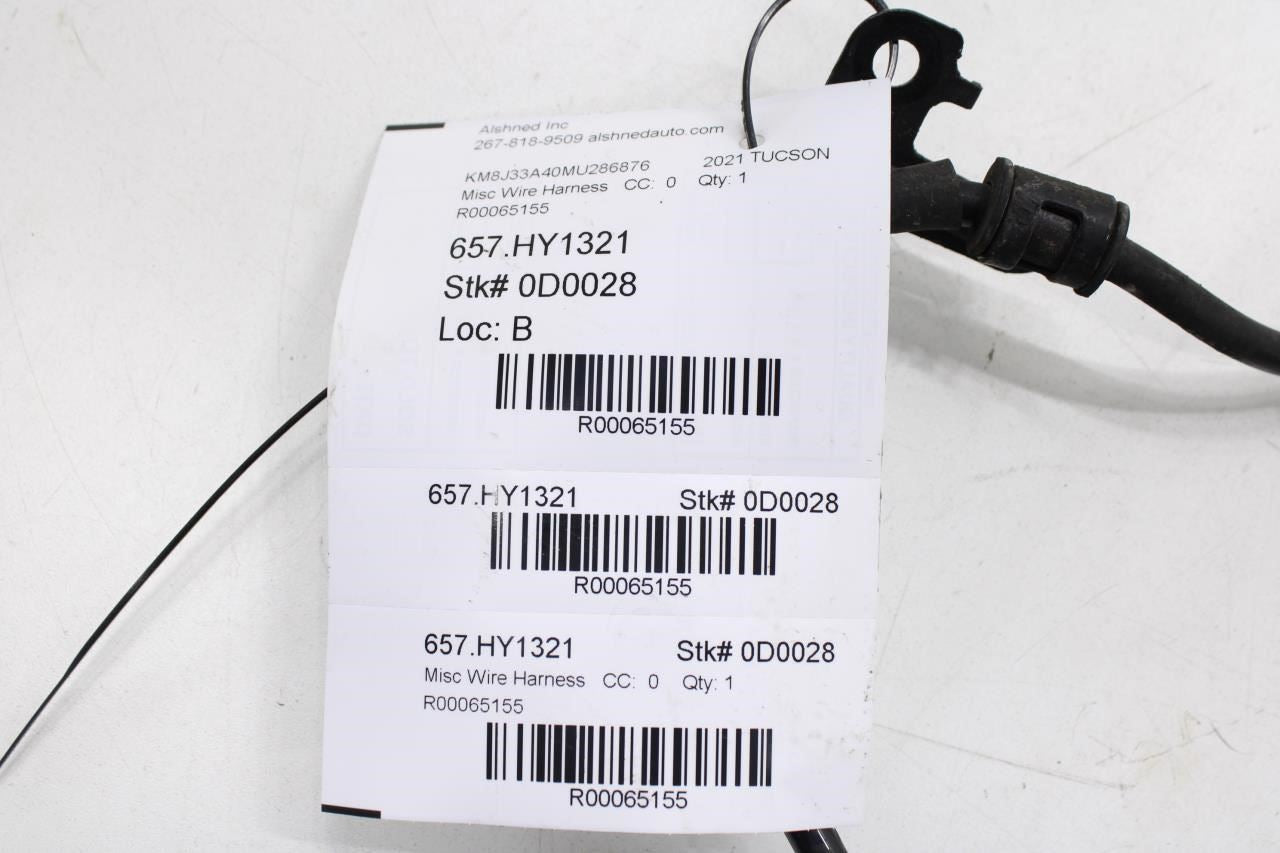 Alshned Inc
267-818-9509 alshnedauto.com
KM8J33A40MU286876 2021 TUCSON
Misc Wire Harness CC: 0 Qty: 1
R00065155
657.HY1321
Stk# 0D0028
Loc: B
R00065155
657.HY1321 Stk# 0D0028
R00065155
657.HY1321 Stk# 0D0028
Misc Wire Harness CC: 0 Qty: 1
R00065155
R00065155